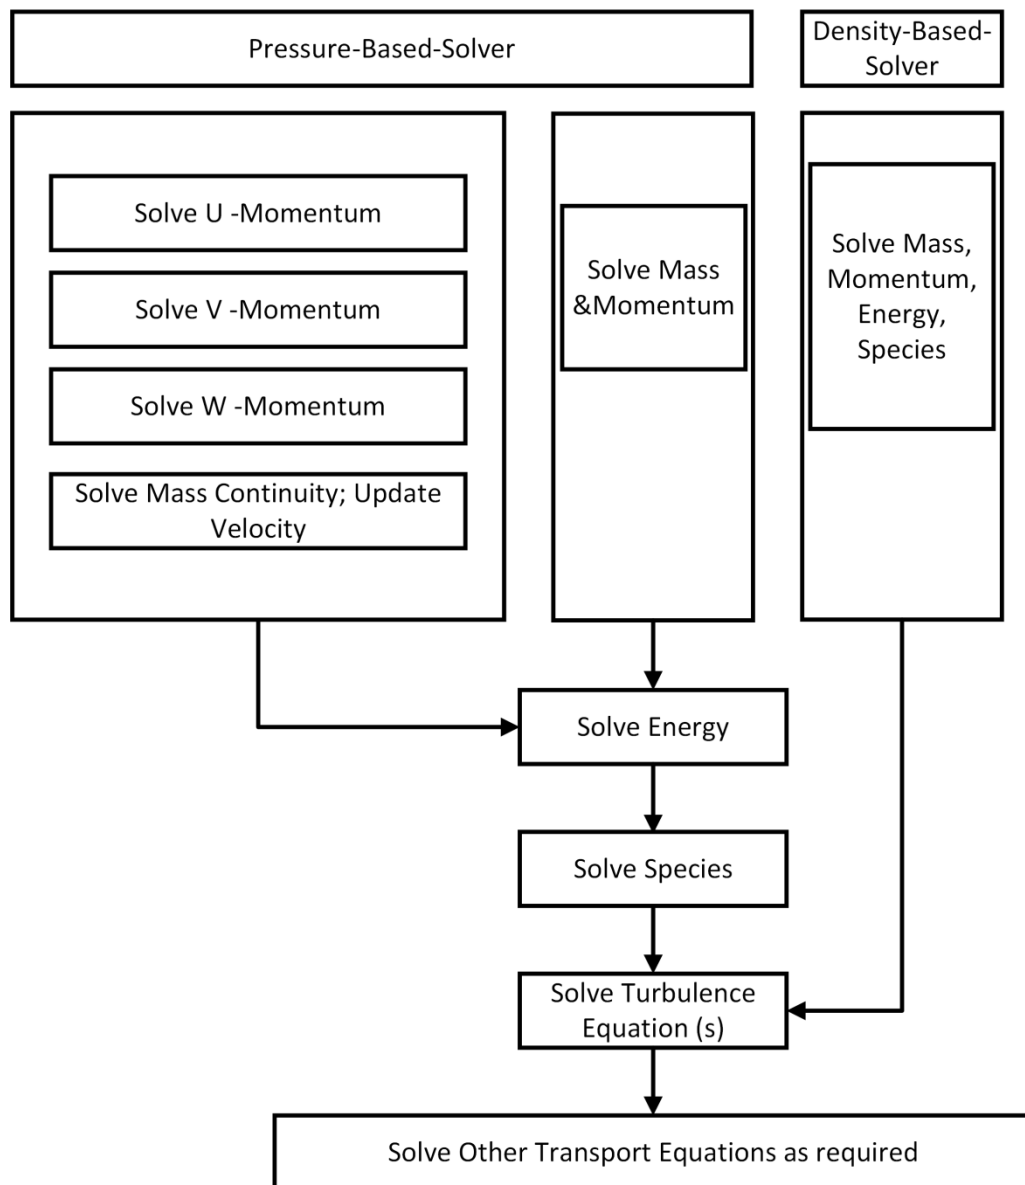 Pressure-Based-Solver
Density-Based-
Solver
Solve U -Momentum
Solve V -Momentum
Solve W -Momentum
Solve Mass Continuity; Update
Velocity
Solve Mass
&Momentum
Solve Mass,
Momentum,
Energy,
Species
Solve Energy
Solve Species
Solve Turbulence
Equation (s)
Solve Other Transport Equations as required